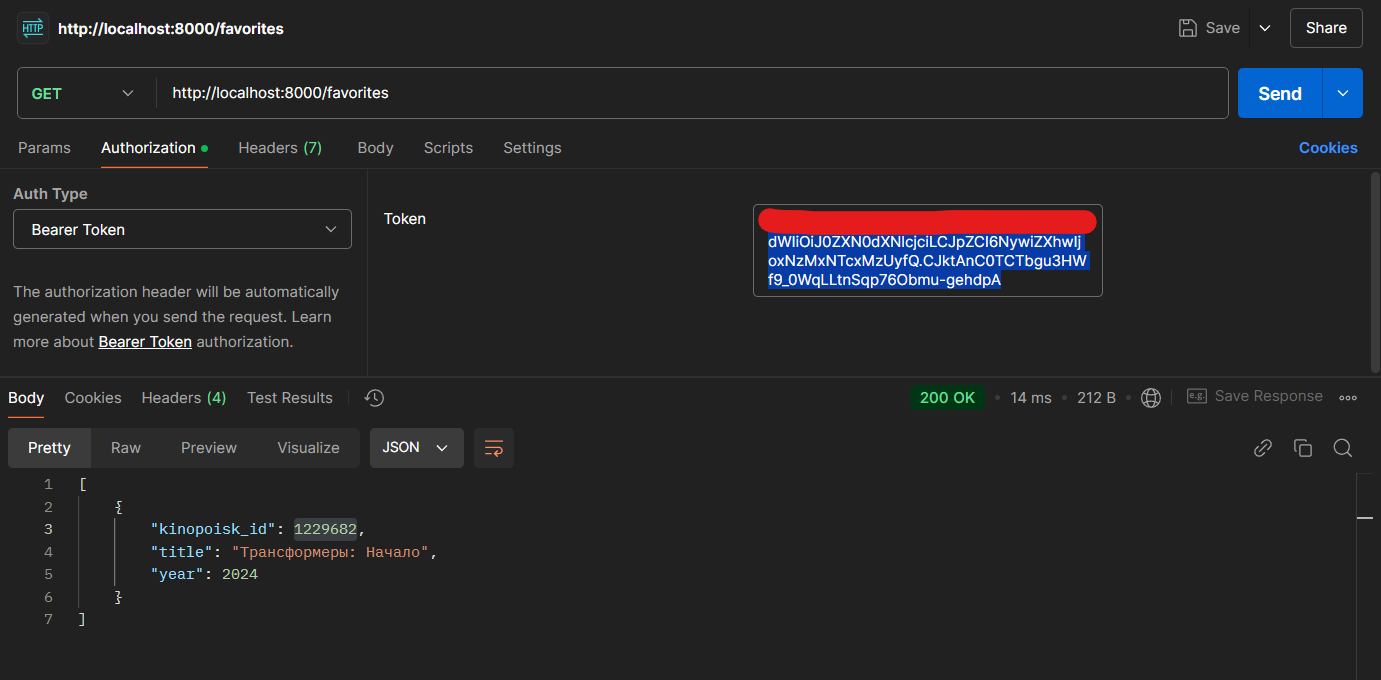 HTTP http://localhost:8000/favorites Save Share
GET http://localhost:8000/favorites Send
Params Authorization Headers (7) Body Scripts Settings Cookies
Auth Type
Bearer Token
The authorization header will be automatically
generated when you send the request. Learn
more about Bearer Token authorization.
Token
dWIiOiJ0ZXN0dXNlcjciLCJpZCI6NywiZXhwIj
oxNzMxNTcxMzUyfQ.CJktAnC0TCTbgu3HW
f9_0WqLLtnSqp76Obmu-gehdpA
Body Cookies Headers (4) Test Results 200 OK 14 ms 212 B e.g. Save Response
Pretty Raw Preview Visualize JSON
1 [
2 {
3 "kinopoisk_id": 1229682,
4 "title": "Трансформеры: Начало",
5 "year": 2024
6 }
7 ]